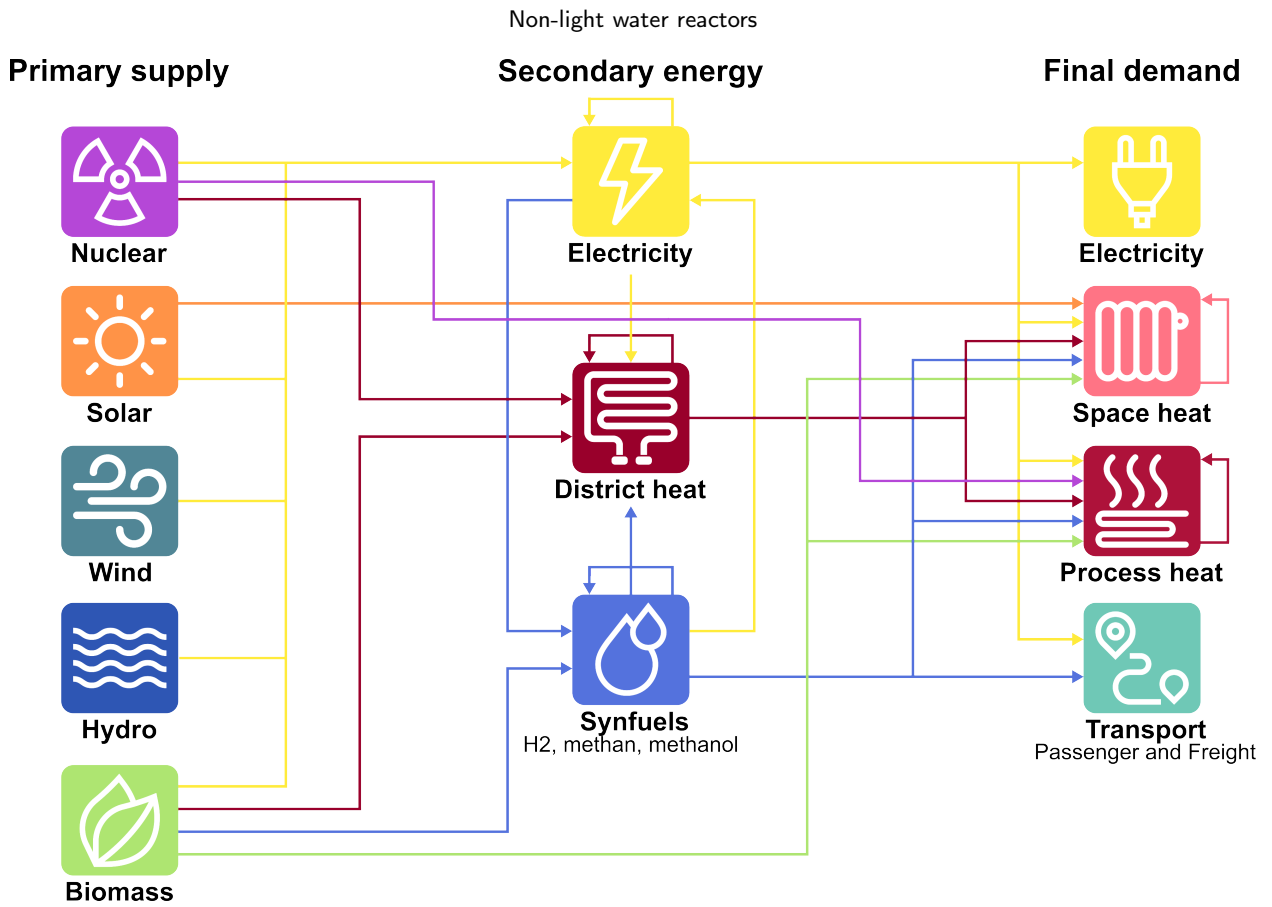 Non-light water reactors
Primary supply
Secondary energy
Final demand
Nuclear
Electricity
Electricity
Solar
Space heat
District heat
Wind
Process heat
Hydro
Synfuels
H2, methan, methanol
Transport
Passenger and Freight
Biomass